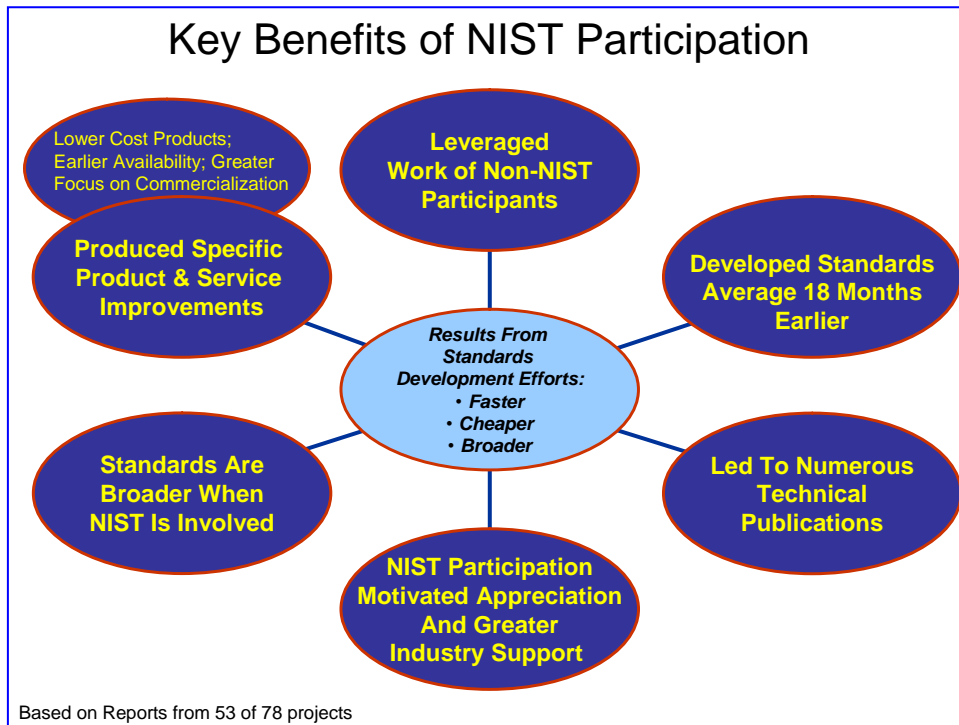 Key Benefits of NIST Participation
Lower Cost Products;
Earlier Availability; Greater
Focus on Commercialization
Produced Specific
Product & Service
Improvements
Leveraged
Work of Non-NIST
Participants
Developed Standards
Average 18 Months
Earlier
Results From
Standards
Development Efforts:
• Faster
• Cheaper
• Broader
Standards Are
Broader When
NIST Is Involved
Led To Numerous
Technical
Publications
NIST Participation
Motivated Appreciation
And Greater
Industry Support
Based on Reports from 53 of 78 projects